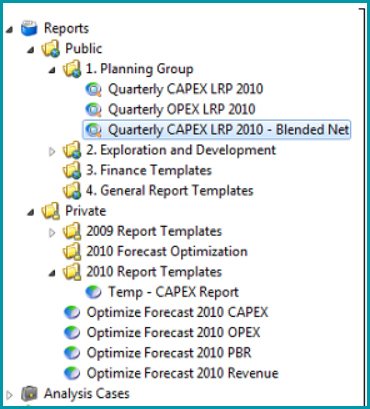 Reports
Public
1. Planning Group
Quarterly CAPEX LRP 2010
Quarterly OPEX LRP 2010
Quarterly CAPEX LRP 2010 - Blended Net
2. Exploration and Development
3. Finance Templates
4. General Report Templates
Private
2009 Report Templates
2010 Forecast Optimization
2010 Report Templates
Temp - CAPEX Report
Optimize Forecast 2010 CAPEX
Optimize Forecast 2010 OPEX
Optimize Forecast 2010 PBR
Optimize Forecast 2010 Revenue
Analysis Cases